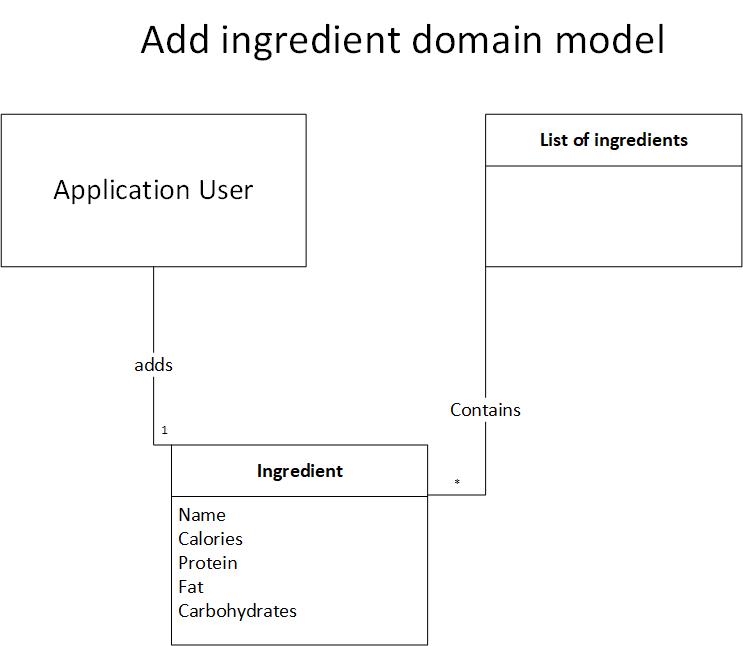 Add ingredient domain model
Application User
List of ingredients
adds
Contains
1
*
Ingredient
Name
Calories
Protein
Fat
Carbohydrates